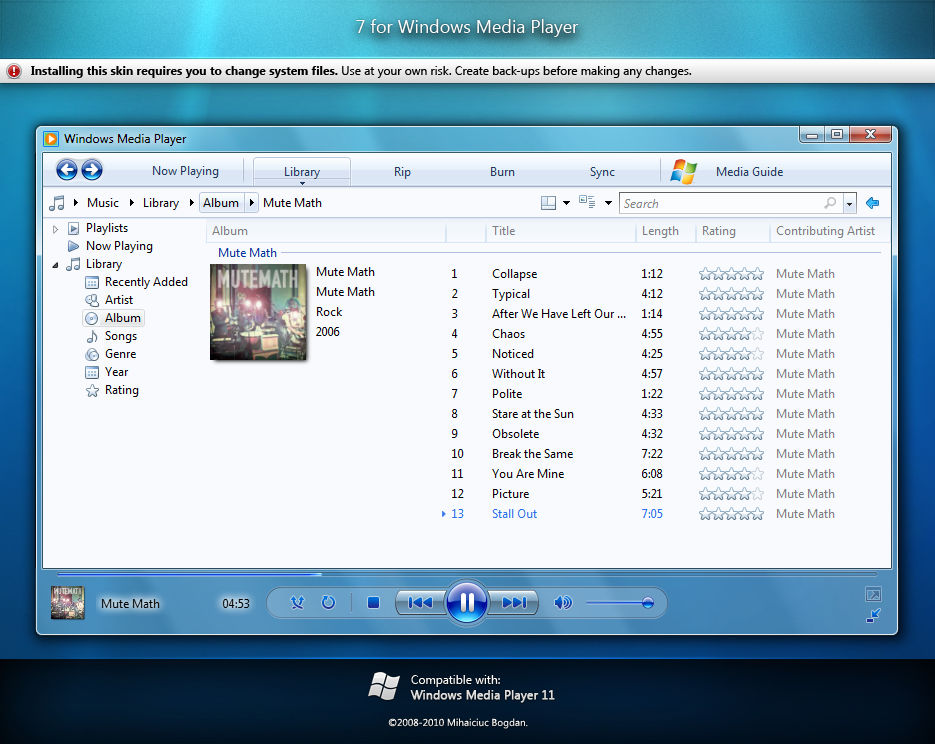 7 for Windows Media Player
Installing this skin requires you to change system files. Use at your own risk. Create back-ups before making any changes.
Windows Media Player
Now Playing Library Rip Burn Sync Media Guide
Music Library Album Mute Math Search
Playlists
Now Playing
Library
Recently Added
Artist
Album
Songs
Genre
Year
Rating
Album Title Length Rating Contributing Artist
Mute Math
MUTEMATH
Mute Math
Mute Math
Rock
2006
1 Collapse 1:12 Mute Math
2 Typical 4:12 Mute Math
3 After We Have Left Our ... 1:14 Mute Math
4 Chaos 4:55 Mute Math
5 Noticed 4:25 Mute Math
6 Without It 4:57 Mute Math
7 Polite 1:22 Mute Math
8 Stare at the Sun 4:33 Mute Math
9 Obsolete 4:32 Mute Math
10 Break the Same 7:22 Mute Math
11 You Are Mine 6:08 Mute Math
12 Picture 5:21 Mute Math
13 Stall Out 7:05 Mute Math
MUTEMATH
Mute Math 04:53
Compatible with:
Windows Media Player 11
©2008-2010 Mihaiciuc Bogdan.